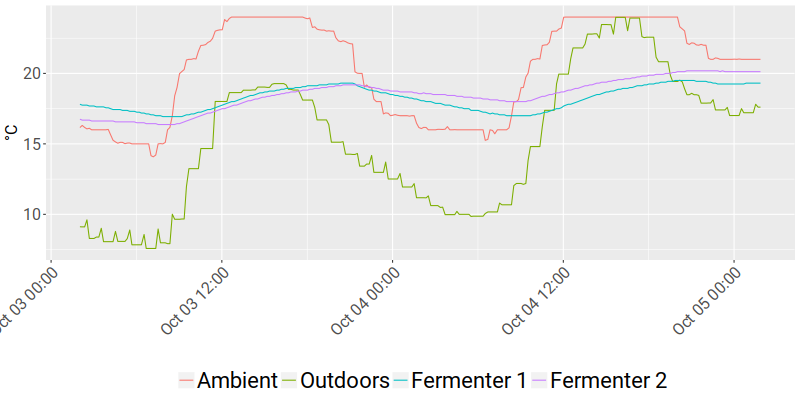 °C
20
15
10
Oct 03 00:00
Oct 03 12:00
Oct 04 00:00
Oct 04 12:00
Oct 05 00:00
Ambient Outdoors Fermenter 1 Fermenter 2